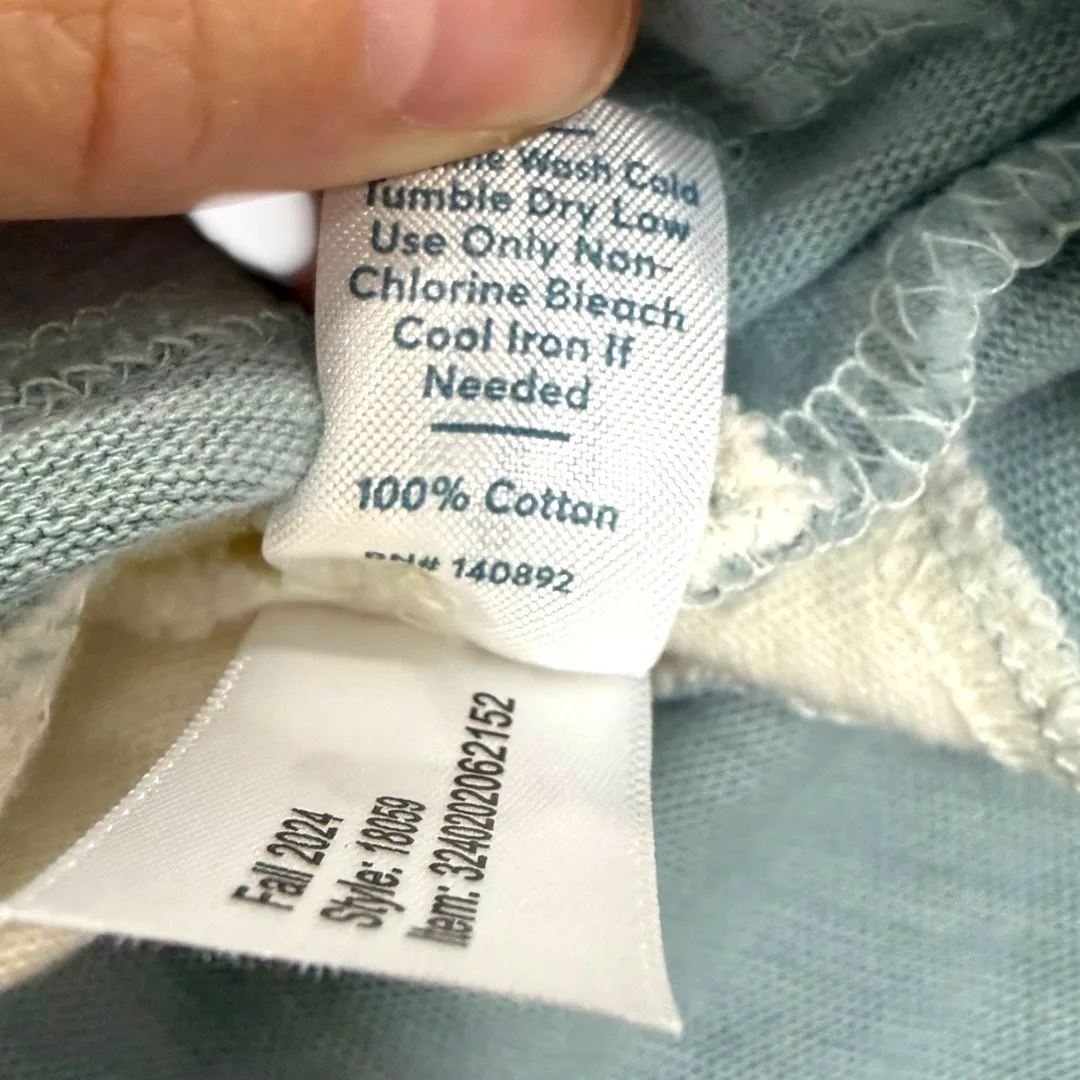 Wash Cold
Tumble Dry Low
Use Only Non-
Chlorine Bleach
Cool Iron If
Needed
100% Cotton
RN# 140892
Fall 2024
Style: 18059
Item: 3240202062152